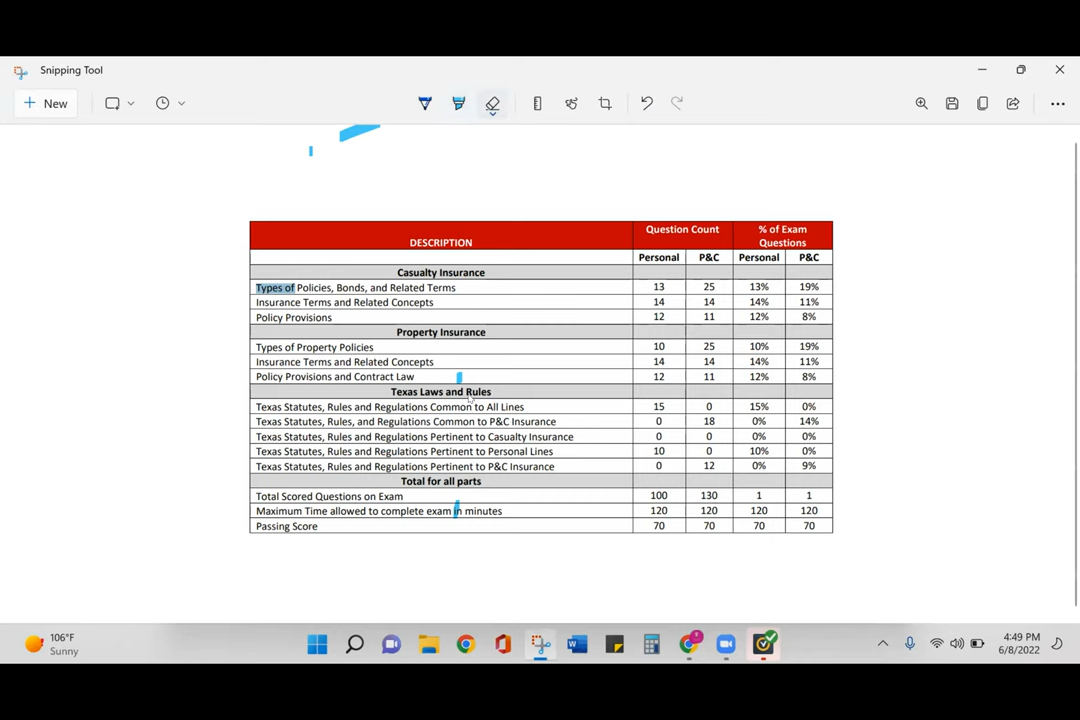 Snipping Tool
New
DESCRIPTION Question Count % of Exam Questions
Personal P&C Personal P&C
Casualty Insurance
Types of Policies, Bonds, and Related Terms 13 25 13% 19%
Insurance Terms and Related Concepts 14 14 14% 11%
Policy Provisions 12 11 12% 8%
Property Insurance
Types of Property Policies 10 25 10% 19%
Insurance Terms and Related Concepts 14 14 14% 11%
Policy Provisions and Contract Law 12 11 12% 8%
Texas Laws and Rules
Texas Statutes, Rules and Regulations Common to All Lines 15 0 15% 0%
Texas Statutes, Rules, and Regulations Common to P&C Insurance 0 18 0% 14%
Texas Statutes, Rules and Regulations Pertinent to Casualty Insurance 0 0 0% 0%
Texas Statutes, Rules and Regulations Pertinent to Personal Lines 10 0 10% 0%
Texas Statutes, Rules and Regulations Pertinent to P&C Insurance 0 12 0% 9%
Total for all parts
Total Scored Questions on Exam 100 130 1 1
Maximum Time allowed to complete exam in minutes 120 120 120 120
Passing Score 70 70 70 70
106°F
Sunny
4:49 PM
6/8/2022